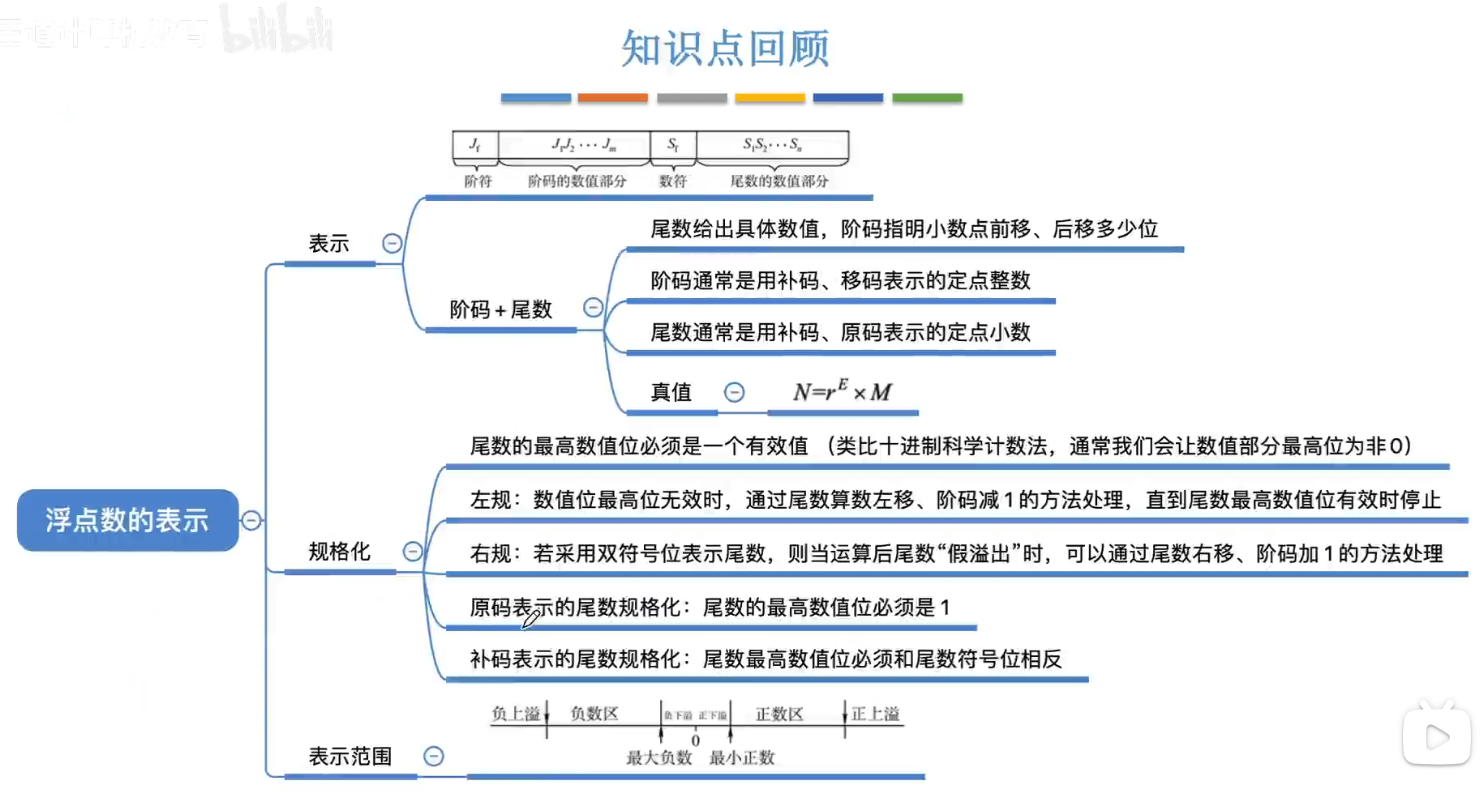 bilibili
知识点回顾
J_f J_1J_2 ··· J_m S_f S_1S_2···S_n
阶符 阶码的数值部分 数符 尾数的数值部分
浮点数的表示
表示
阶码+尾数
尾数给出具体数值，阶码指明小数点前移、后移多少位
阶码通常是用补码、移码表示的定点整数
尾数通常是用补码、原码表示的定点小数
真值
N=r^E×M
规格化
尾数的最高数值位必须是一个有效值 （类比十进制科学计数法，通常我们会让数值部分最高位为非0）
左规：数值位最高位无效时，通过尾数算数左移、阶码减1的方法处理，直到尾数最高数值位有效时停止
右规：若采用双符号位表示尾数，则当运算后尾数“假溢出”时，可以通过尾数右移、阶码加1的方法处理
原码表示的尾数规格化：尾数的最高数值位必须是1
补码表示的尾数规格化：尾数最高数值位必须和尾数符号位相反
表示范围
负上溢 负数区 负下溢 正下溢 正数区 正上溢
0
最大负数 最小正数